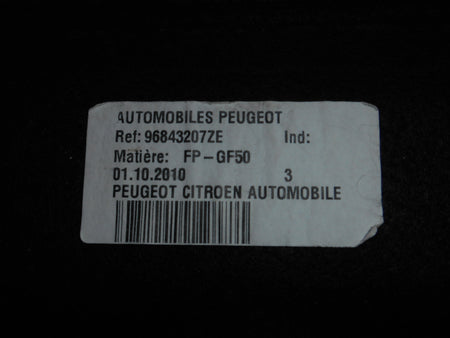 AUTOMOBILES PEUGEOT
Ref: 96843207ZE Ind:
Matière: FP-GF50
01.10.2010 3
PEUGEOT CITROEN AUTOMOBILE